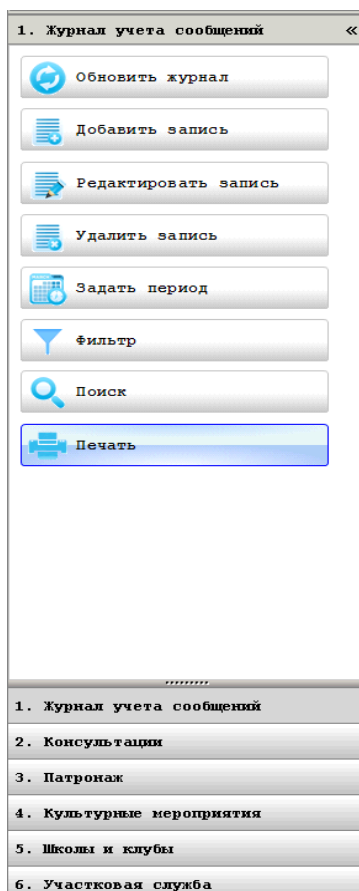 1. Журнал учета сообщений «
Обновить журнал
Добавить запись
Редактировать запись
Удалить запись
Задать период
Фильтр
Поиск
Печать
1. Журнал учета сообщений
2. Консультации
3. Патронаж
4. Культурные мероприятия
5. Школы и клубы
6. Участковая служба